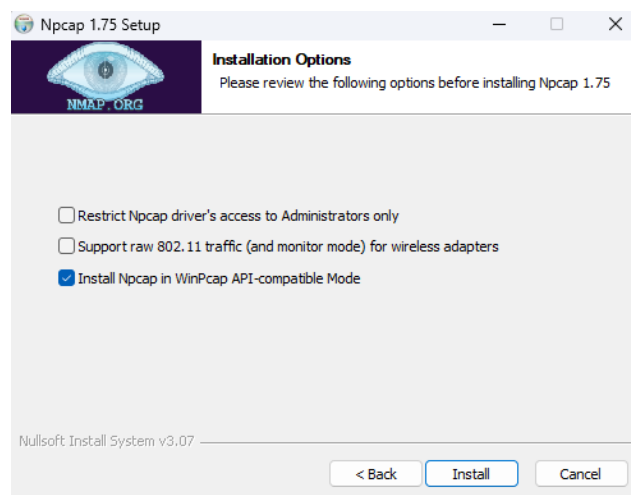 Npcap 1.75 Setup
Installation Options
Please review the following options before installing Npcap 1.75
NMAP.ORG
Restrict Npcap driver's access to Administrators only
Support raw 802.11 traffic (and monitor mode) for wireless adapters
Install Npcap in WinPcap API-compatible Mode
Nullsoft Install System v3.07
< Back
Install
Cancel